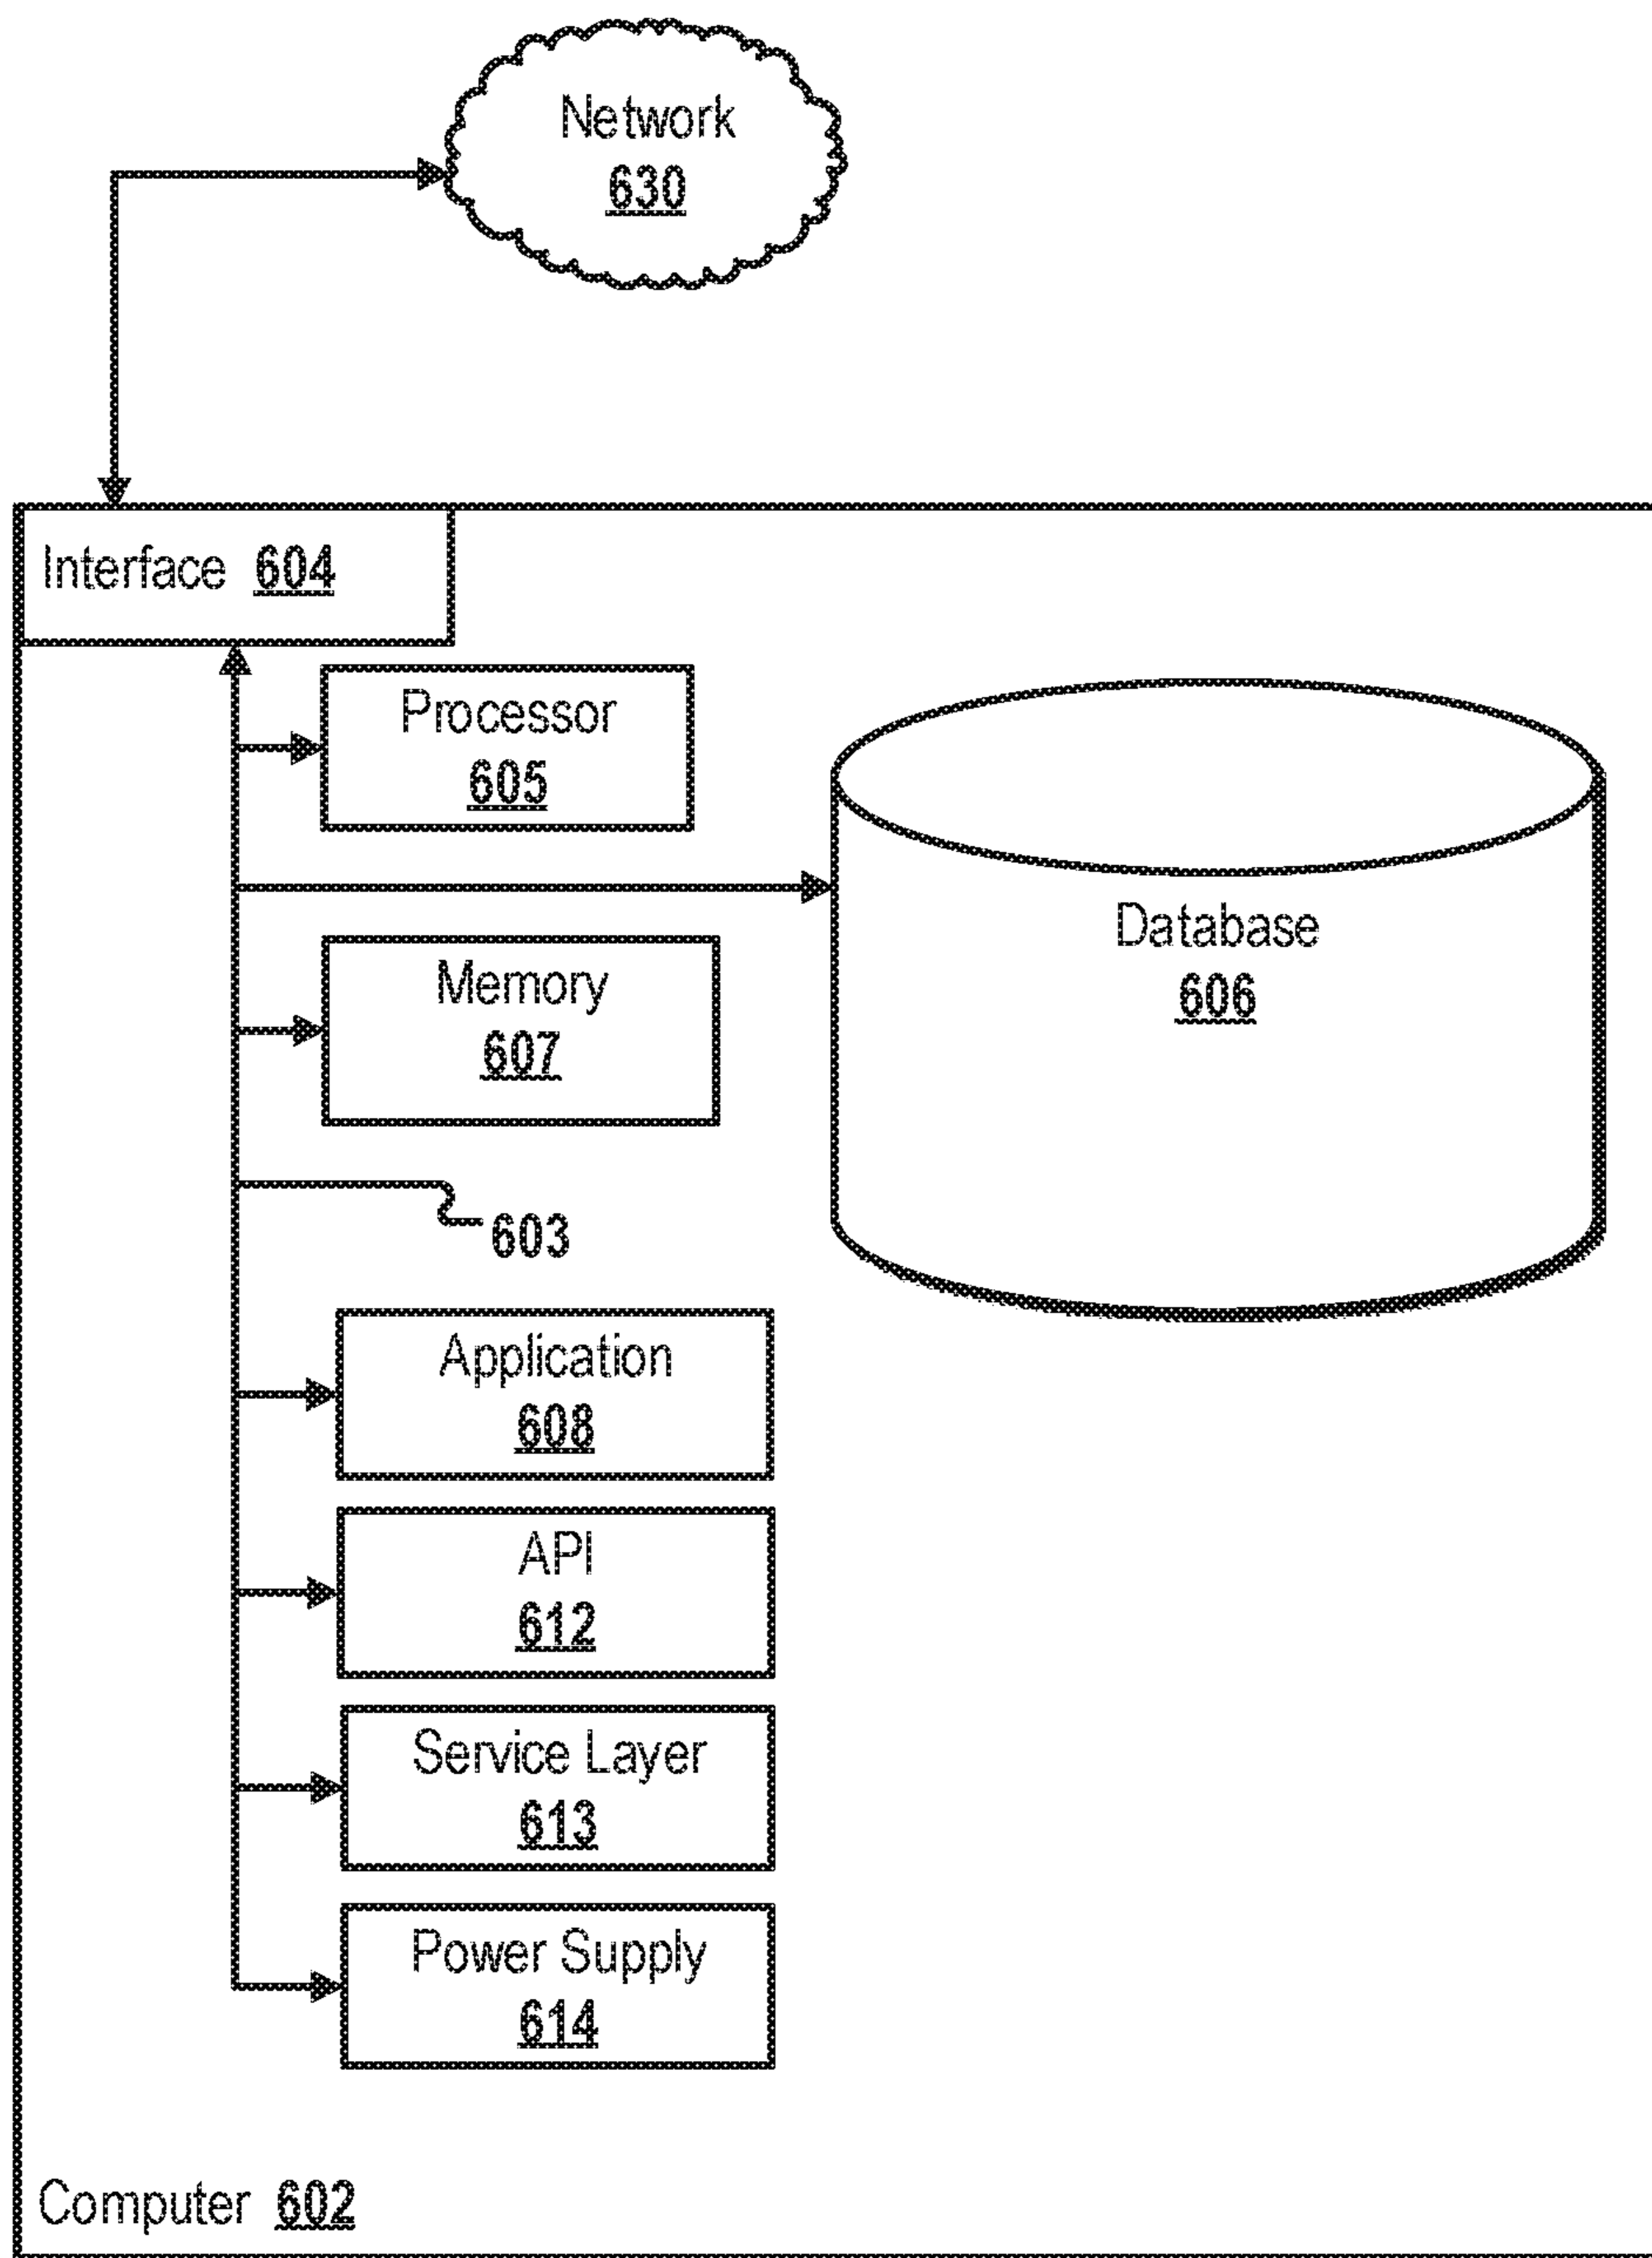 Network
630
Interface 604
Processor
605
Database
606
Memory
607
603
Application
608
API
612
Service Layer
613
Power Supply
614
Computer 602